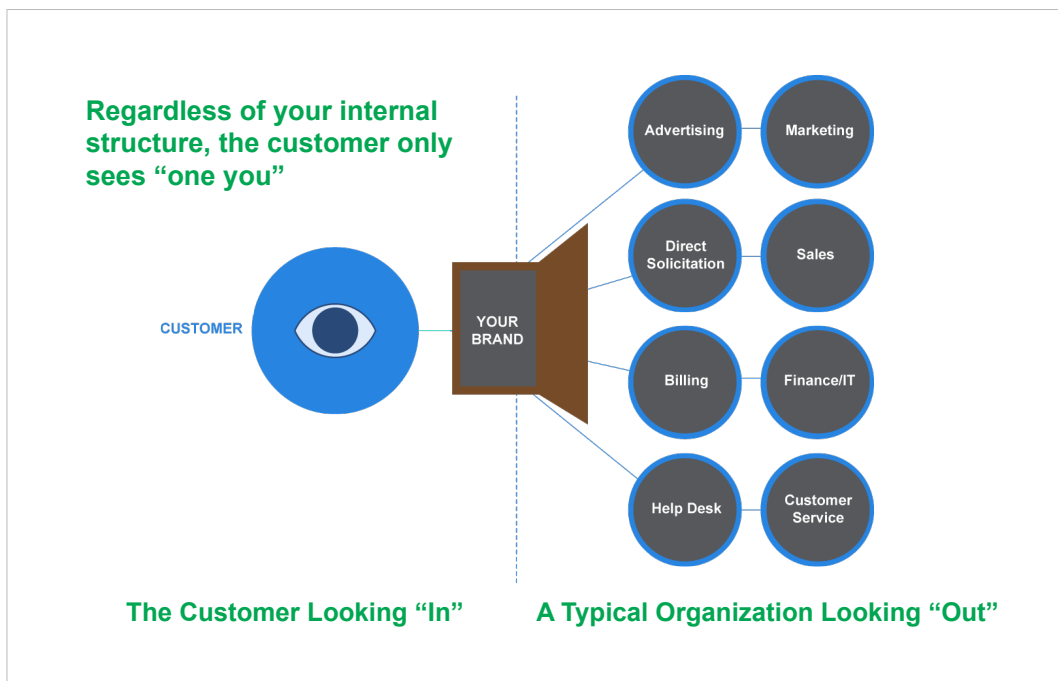 Regardless of your internal
structure, the customer only
sees “one you”
CUSTOMER
YOUR
BRAND
Advertising
Marketing
Direct
Solicitation
Sales
Billing
Finance/IT
Help Desk
Customer
Service
The Customer Looking “In”
A Typical Organization Looking “Out”